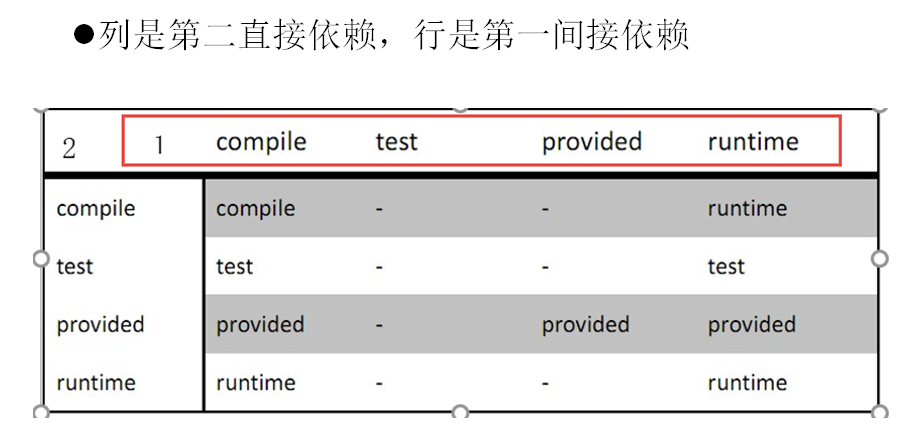 ●列是第二直接依赖，行是第一间接依赖
2 1 compile test provided runtime
compile compile - - runtime
test test - - test
provided provided - provided provided
runtime runtime - - runtime